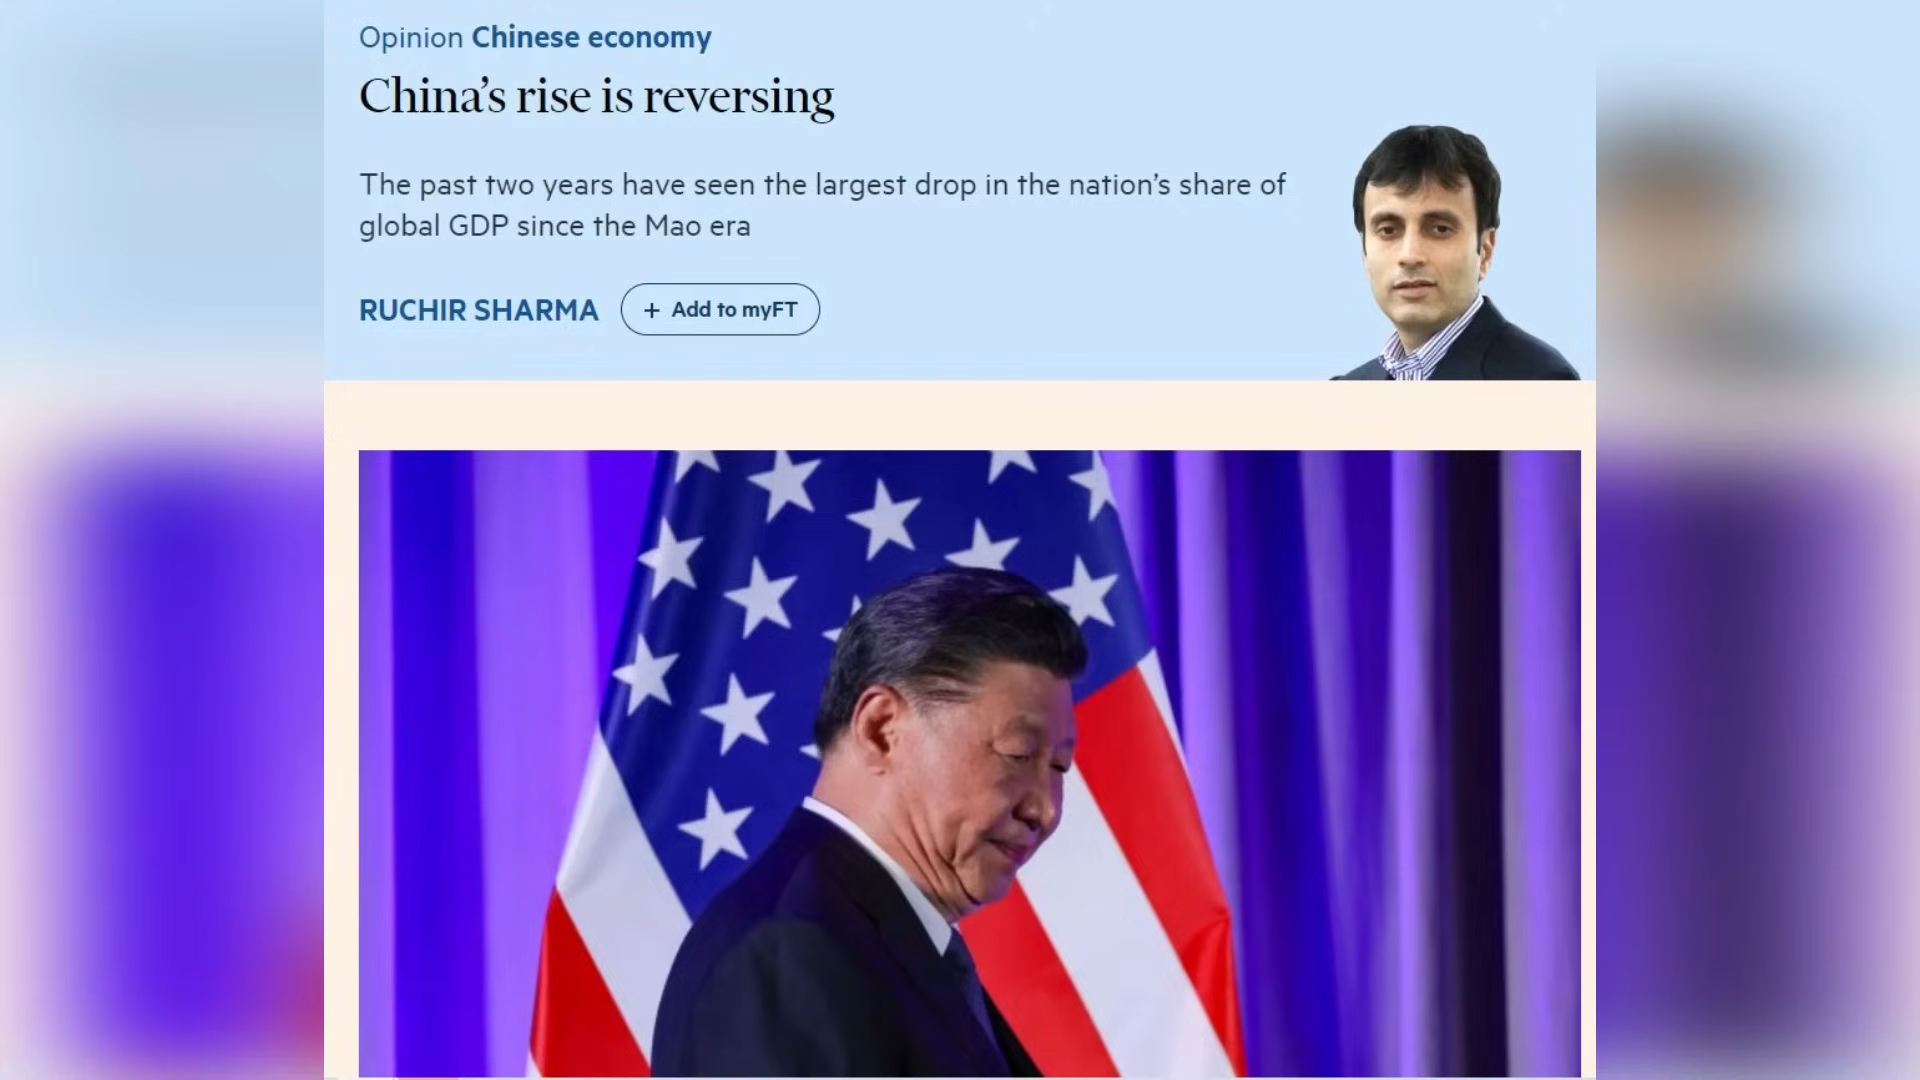 Opinion Chinese economy
China’s rise is reversing
The past two years have seen the largest drop in the nation’s share of
global GDP since the Mao era
RUCHIR SHARMA + Add to myFT